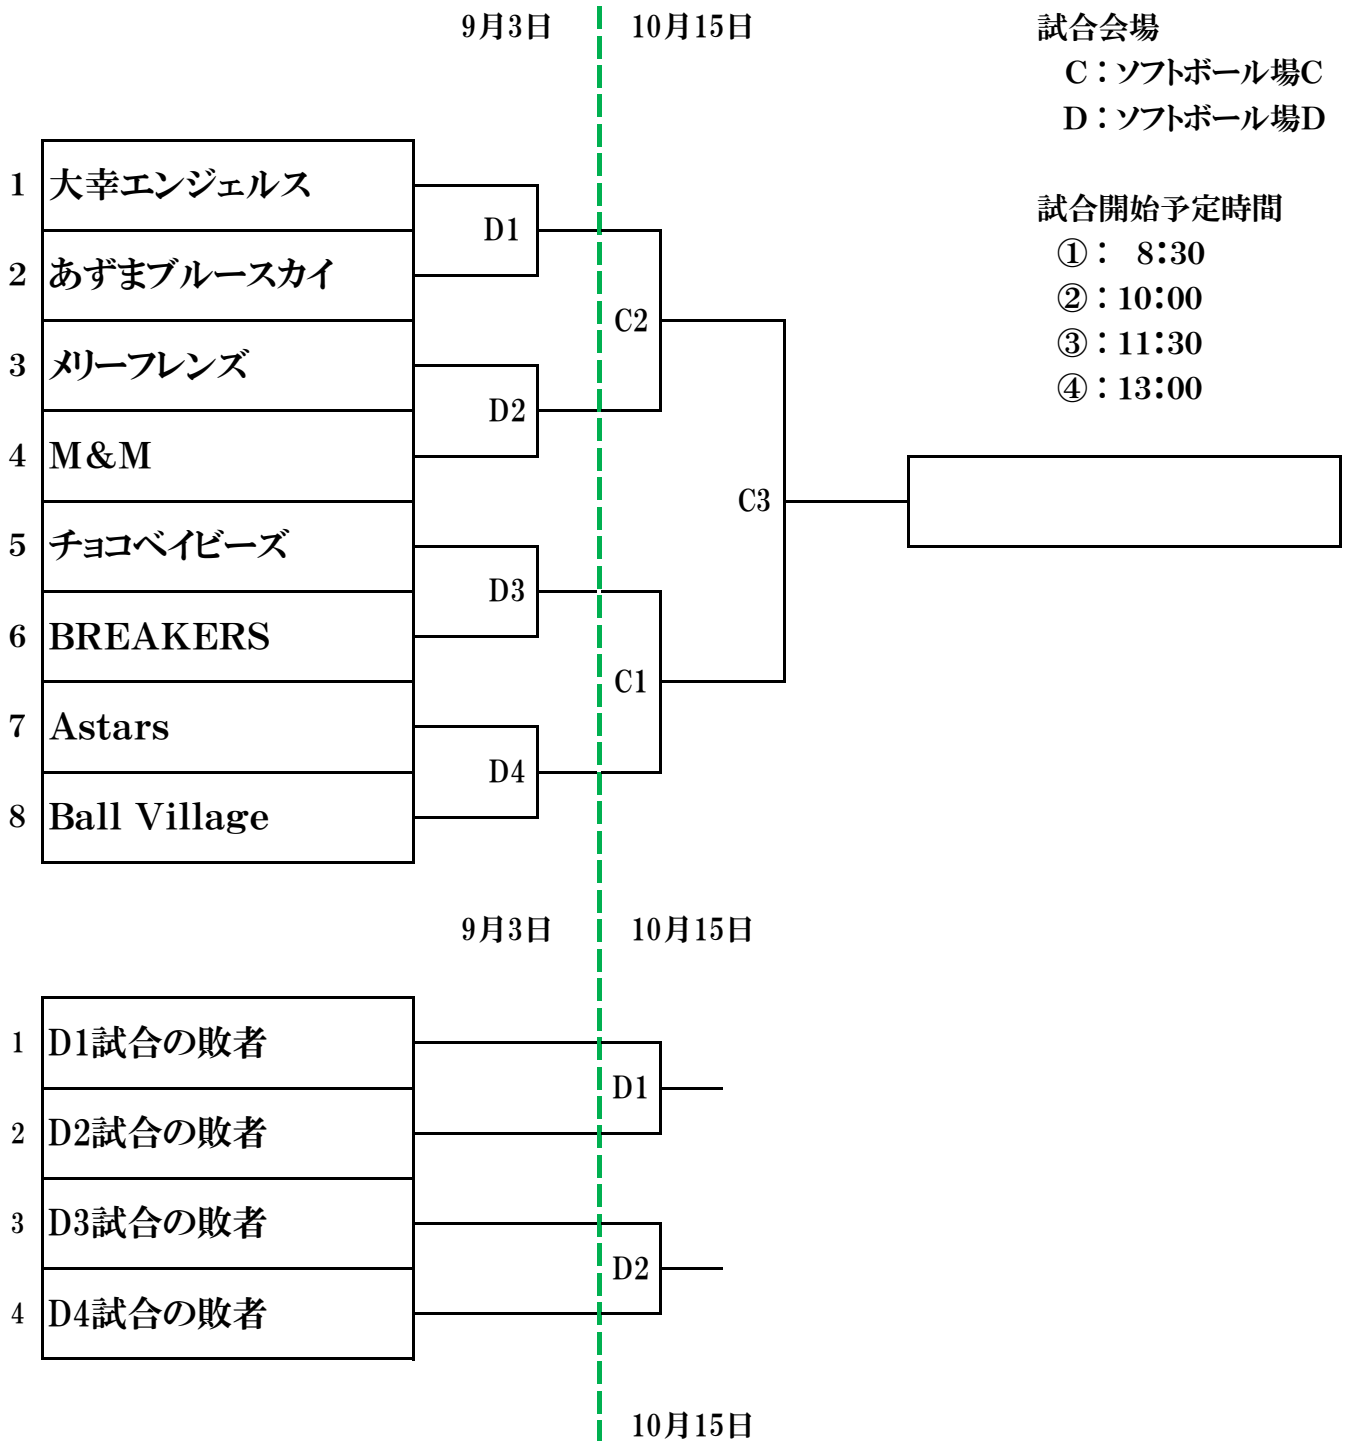 9月3日 10月15日
試合会場
C：ソフトボール場C
D：ソフトボール場D
試合開始予定時間
①： 8：30
②：10：00
③：11：30
④：13：00
1 大幸エンジェルス
2 あずまブルースカイ
3 メリーフレンズ
4 M&M
5 チョコベイビーズ
6 BREAKERS
7 Astars
8 Ball Village
D1
D2
D3
D4
C2
C1
C3
9月3日 10月15日
1 D1試合の敗者
2 D2試合の敗者
3 D3試合の敗者
4 D4試合の敗者
D1
D2
10月15日